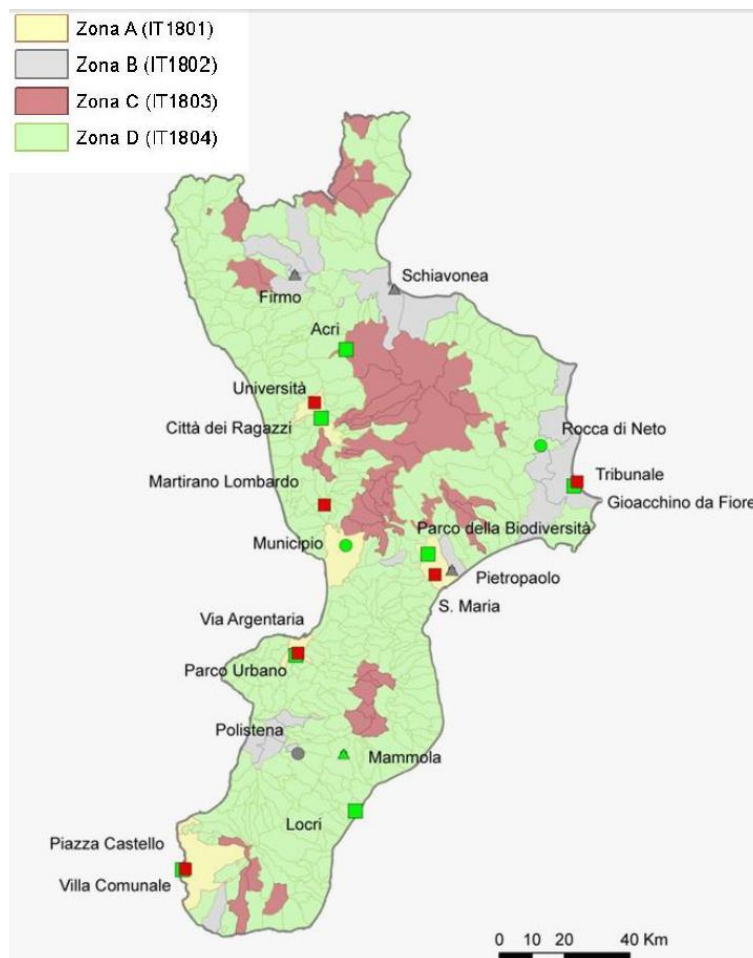 Zona A (IT1801)
Zona B (IT1802)
Zona C (IT1803)
Zona D (IT1804)
Schiavonea
Firmo
Acri
Università
Città dei Ragazzi
Rocca di Neto
Martirano Lombardo
Tribunale
Gioacchino da Fiore
Parco della Biodiversità
Municipio
Pietropaolo
S. Maria
Via Argentaria
Parco Urbano
Polistena
Mammola
Locri
Piazza Castello
Villa Comunale
0 10 20 40 Km